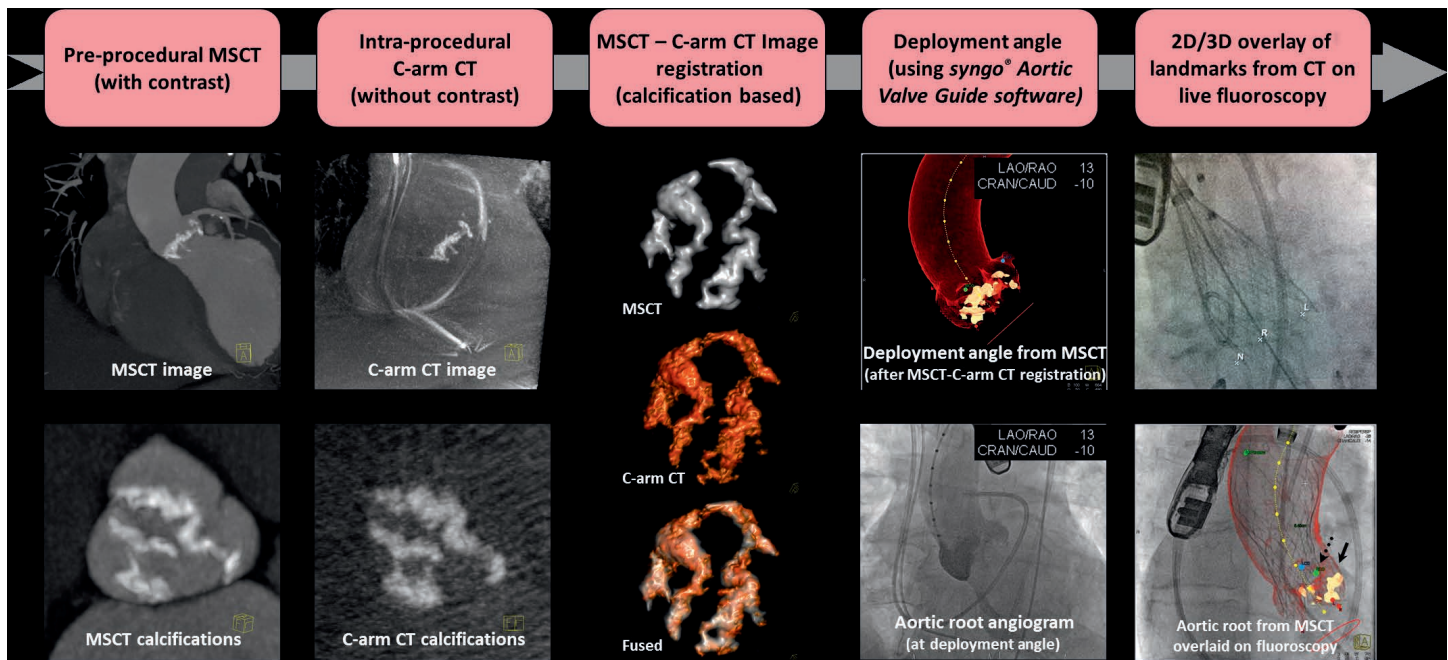 Pre-procedural MSCT
(with contrast)
Intra-procedural
C-arm CT
(without contrast)
MSCT – C-arm CT Image
registration
(calcification based)
Deployment angle
(using syngo® Aortic
Valve Guide software)
2D/3D overlay of
landmarks from CT on
live fluoroscopy
MSCT image
A
C-arm CT image
A
MSCT
C-arm CT
Fused
LAO/RAO 13
CRAN/CAUD -10
Deployment angle from MSCT
(after MSCT-C-arm CT registration)
L
R
N
MSCT calcifications
F
C-arm CT calcifications
F
LAO/RAO 13
CRAN/CAUD -10
Aortic root angiogram
(at deployment angle)
Aortic root from MSCT
overlaid on fluoroscopy
A